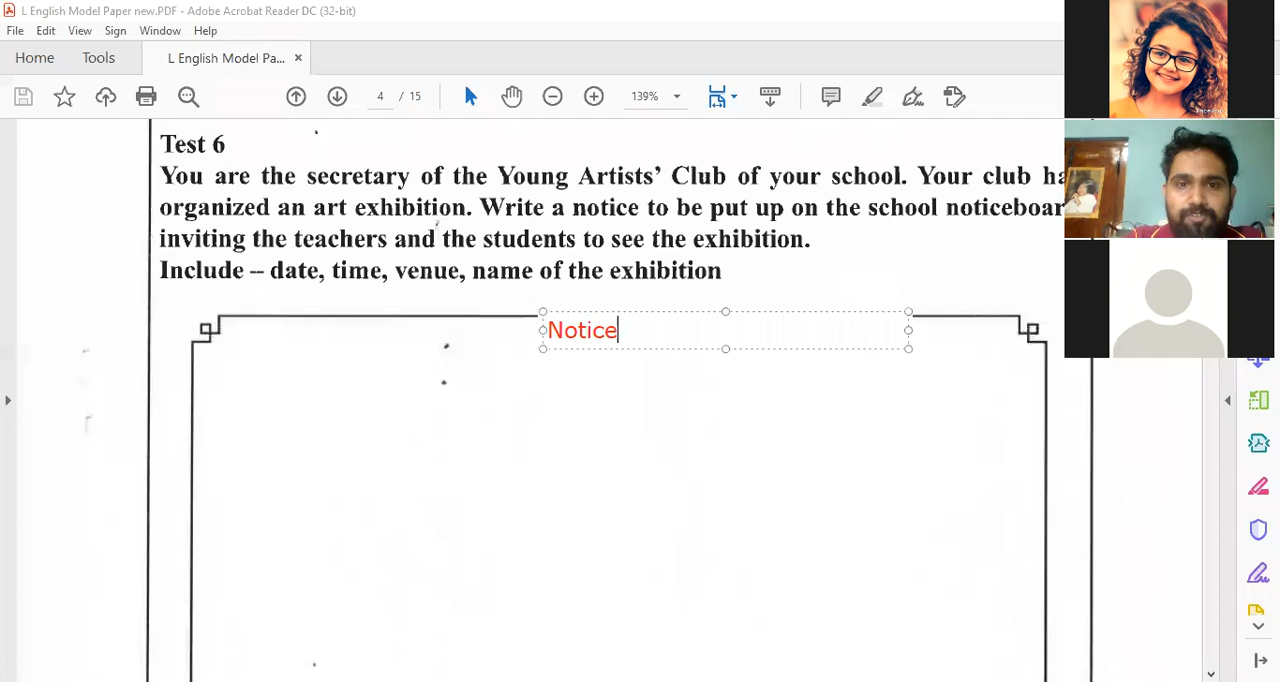 L English Model Paper new.PDF - Adobe Acrobat Reader DC (32-bit)
File Edit View Sign Window Help
Home Tools L English Model Pa... ×
4 / 15 139%
Test 6
You are the secretary of the Young Artists' Club of your school. Your club ha
organized an art exhibition. Write a notice to be put up on the school noticeboar
inviting the teachers and the students to see the exhibition.
Include – date, time, venue, name of the exhibition
Notice